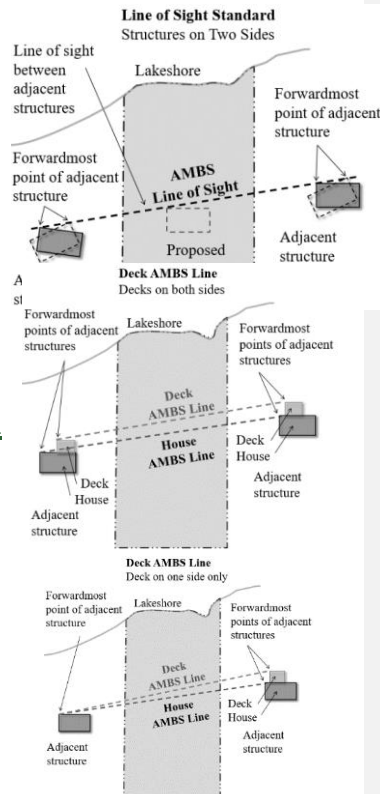 Line of Sight Standard
Structures on Two Sides
Line of sight
between
adjacent
structures
Lakeshore
Forwardmost
point of adjacent
structure
Forwardmost
point of adjacent
structure
AMBS
Line of Sight
Proposed
Adjacent
structure
A
st
Deck AMBS Line
Decks on both sides
Forwardmost
points of adjacent
structures
Lakeshore
Forwardmost
points of adjacent
structures
Deck
AMBS Line
House
AMBS Line
Deck
House
Adjacent
structure
Deck
House
Adjacent
structure
Deck AMBS Line
Deck on one side only
Forwardmost
point of adjacent
structure
Lakeshore
Forwardmost
points of adjacent
structures
Deck
AMBS Line
House
AMBS Line
Deck
House
Adjacent
structure
Adjacent
structure